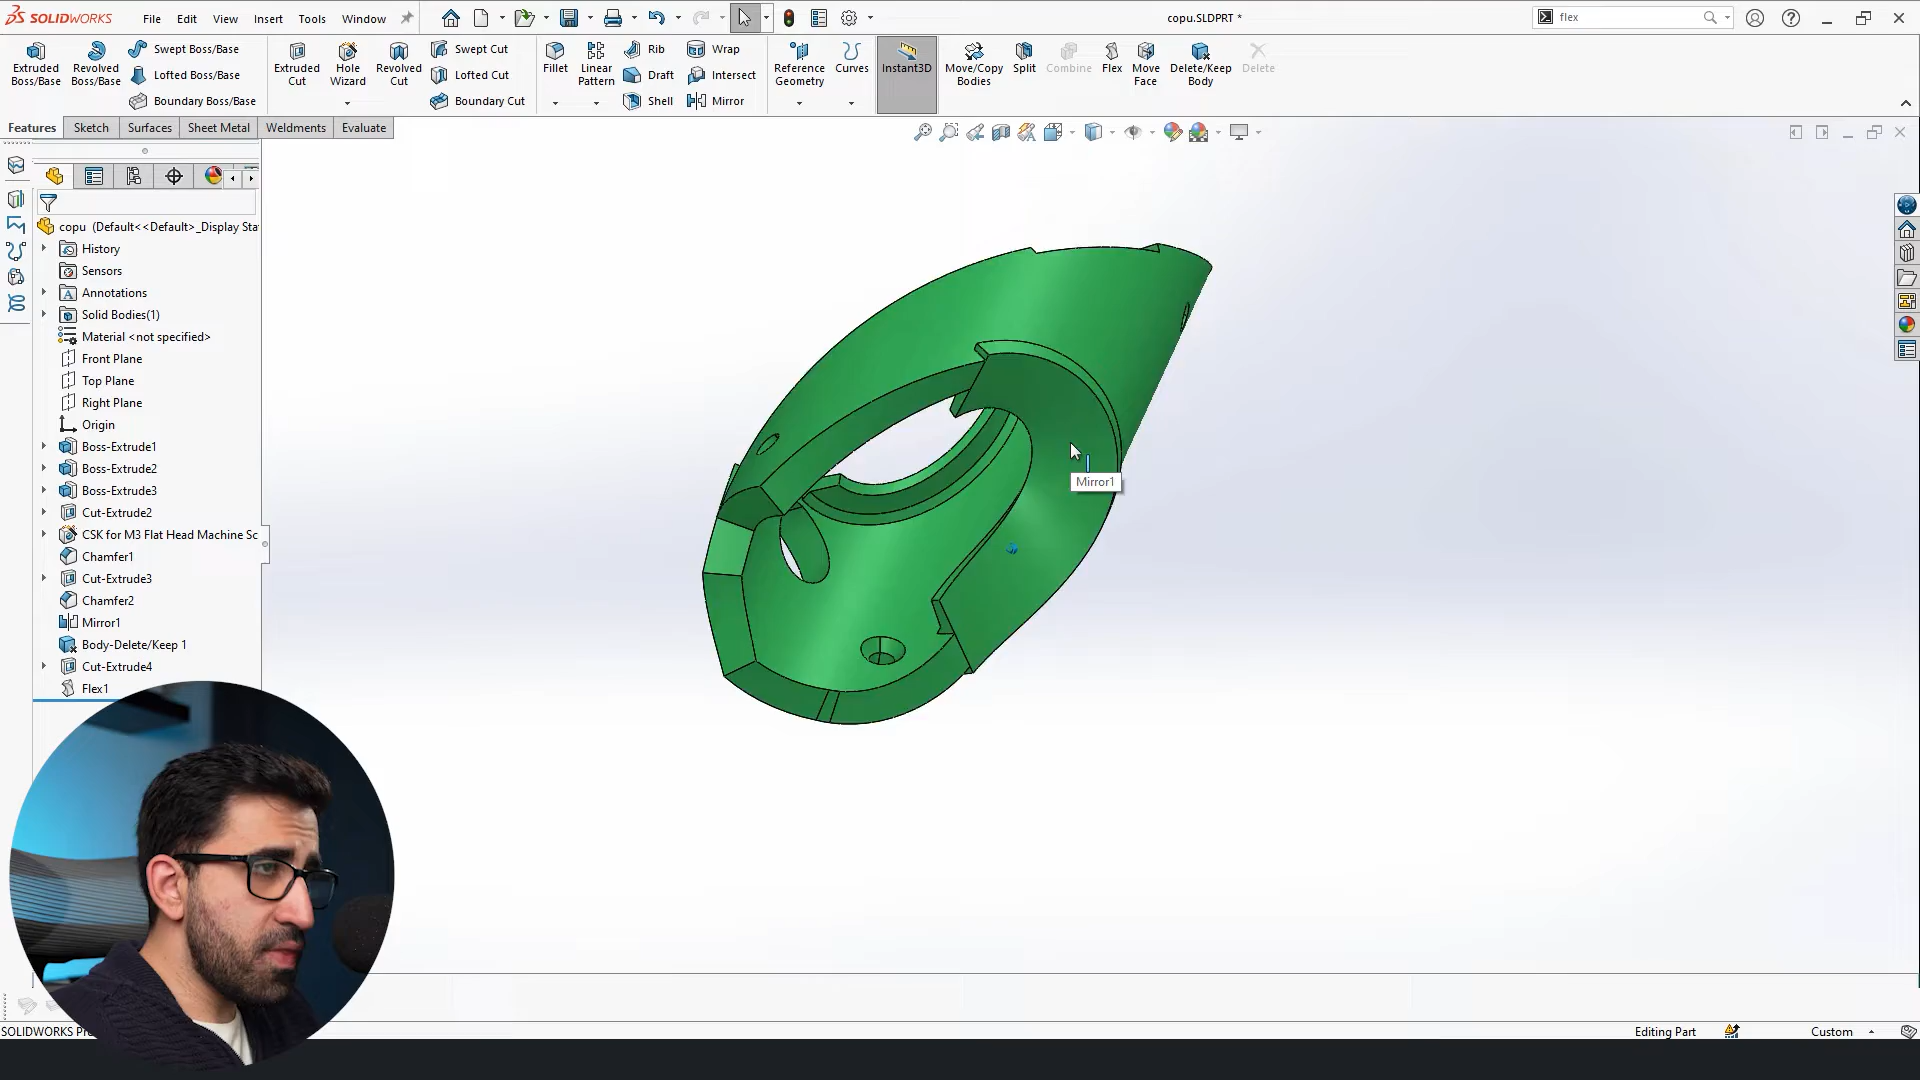 SOLIDWORKS File Edit View Insert Tools Window
copu.SLDPRT *
flex
Extruded Boss/Base
Revolved Boss/Base
Swept Boss/Base
Lofted Boss/Base
Boundary Boss/Base
Extruded Cut
Hole Wizard
Revolved Cut
Swept Cut
Lofted Cut
Boundary Cut
Fillet
Linear Pattern
Rib
Draft
Shell
Wrap
Intersect
Mirror
Reference Geometry
Curves
Instant3D
Move/Copy Bodies
Split
Combine
Flex
Move Face
Delete/Keep Body
Delete
Features Sketch Surfaces Sheet Metal Weldments Evaluate
copu (Default<<Default>_Display Sta
History
Sensors
Annotations
Solid Bodies(1)
Material <not specified>
Front Plane
Top Plane
Right Plane
Origin
Boss-Extrude1
Boss-Extrude2
Boss-Extrude3
Cut-Extrude2
CSK for M3 Flat Head Machine Sc
Chamfer1
Cut-Extrude3
Chamfer2
Mirror1
Body-Delete/Keep 1
Cut-Extrude4
Flex1
Mirror1
SOLIDWORKS
Editing Part
Custom